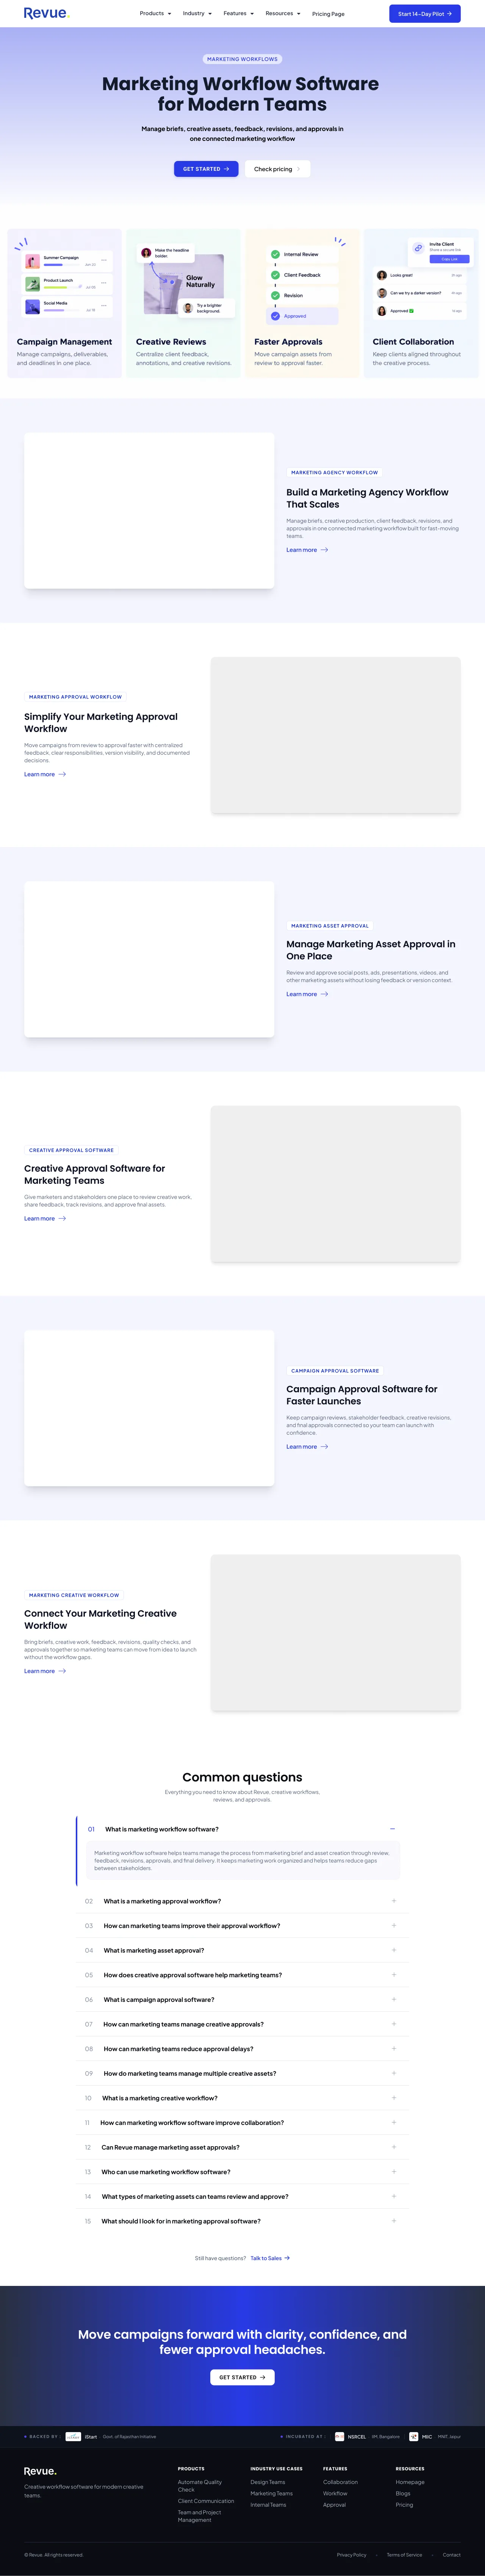 Revue.
Products
Industry
Features
Resources
Pricing Page
Start 14-Day Pilot
MARKETING WORKFLOWS
Marketing Workflow Software
for Modern Teams
Manage briefs, creative assets, feedback, revisions, and approvals in
one connected marketing workflow
GET STARTED
Check pricing
Summer Campaign
Product Launch
Social Media
Campaign Management
Manage campaigns, deliverables,
and deadlines in one place.
Make the headline
bolder.
Glow
Naturally
Try a brighter
background.
Creative Reviews
Centralize client feedback,
annotations, and creative revisions.
Internal Review
Client Feedback
Revision
Approved
Faster Approvals
Move campaign assets from
review to approval faster.
Invite Client
Share a secure link
Copy Link
Looks great!
Can we try a darker version?
Approved
Client Collaboration
Keep clients aligned throughout
the creative process.
MARKETING AGENCY WORKFLOW
Build a Marketing Agency Workflow
That Scales
Manage briefs, creative production, client feedback, revisions, and
approvals in one connected marketing workflow built for fast-moving
teams.
Learn more
MARKETING APPROVAL WORKFLOW
Simplify Your Marketing Approval
Workflow
Move campaigns from review to approval faster with centralized
feedback, clear responsibilities, version visibility, and documented
decisions.
Learn more
MARKETING ASSET APPROVAL
Manage Marketing Asset Approval in
One Place
Review and approve social posts, ads, presentations, videos, and
other marketing assets without losing feedback or version context.
Learn more
CREATIVE APPROVAL SOFTWARE
Creative Approval Software for
Marketing Teams
Give marketers and stakeholders one place to review creative work,
share feedback, track revisions, and approve final assets.
Learn more
CAMPAIGN APPROVAL SOFTWARE
Campaign Approval Software for
Faster Launches
Keep campaign reviews, stakeholder feedback, creative revisions,
and final approvals connected so your team can launch with
confidence.
Learn more
MARKETING CREATIVE WORKFLOW
Connect Your Marketing Creative
Workflow
Bring briefs, creative work, feedback, revisions, quality checks, and
approvals together so marketing teams can move from idea to launch
without the workflow gaps.
Learn more
Common questions
Everything you need to know about Revue, creative workflows,
reviews, and approvals.
01 What is marketing workflow software?
Marketing workflow software helps teams manage the process from marketing brief and asset creation through review,
feedback, revisions, approvals, and final delivery. It keeps marketing work organized and helps teams reduce gaps
between stakeholders.
02 What is a marketing approval workflow?
03 How can marketing teams improve their approval workflow?
04 What is marketing asset approval?
05 How does creative approval software help marketing teams?
06 What is campaign approval software?
07 How can marketing teams manage creative approvals?
08 How can marketing teams reduce approval delays?
09 How do marketing teams manage multiple creative assets?
10 What is a marketing creative workflow?
11 How can marketing workflow software improve collaboration?
12 Can Revue manage marketing asset approvals?
13 Who can use marketing workflow software?
14 What types of marketing assets can teams review and approve?
15 What should I look for in marketing approval software?
Still have questions? Talk to Sales
Move campaigns forward with clarity, confidence, and
fewer approval headaches.
GET STARTED
BACKED BY :
iStart
Govt. of Rajasthan Initiative
INCUBATED AT :
NSRCEL
IIM, Bangalore
MIIC
MNIT, Jaipur
Revue.
Creative workflow software for modern creative
teams.
PRODUCTS
Automate Quality
Check
Client Communication
Team and Project
Management
INDUSTRY USE CASES
Design Teams
Marketing Teams
Internal Teams
FEATURES
Collaboration
Workflow
Approval
RESOURCES
Homepage
Blogs
Pricing
© Revue. All rights reserved.
Privacy Policy
Terms of Service
Contact